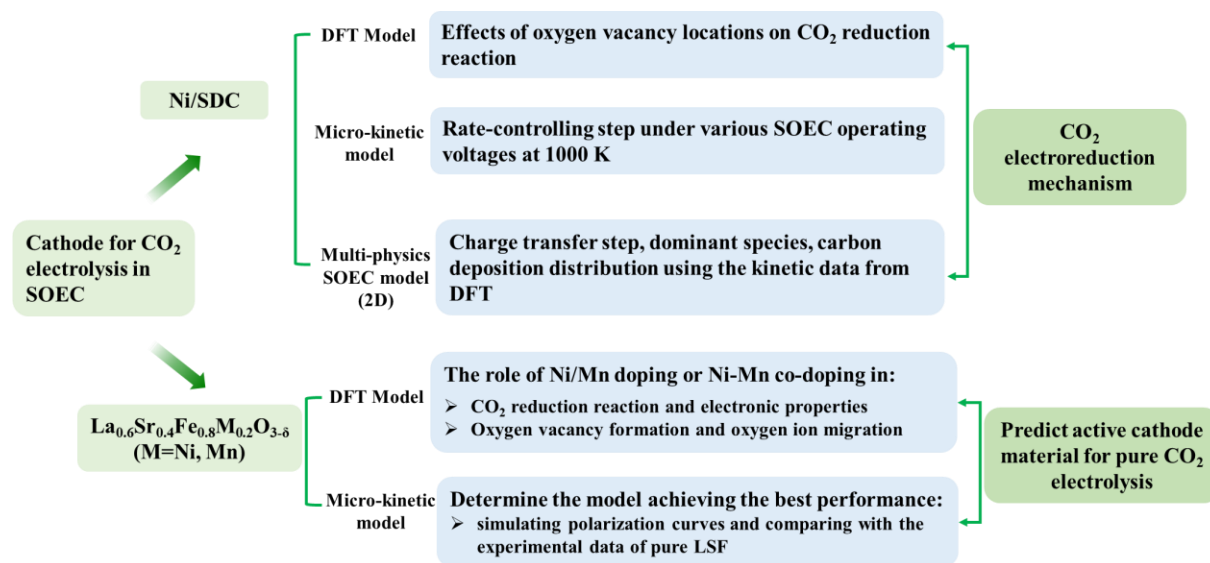 DFT Model
Effects of oxygen vacancy locations on CO₂ reduction
reaction
Ni/SDC
Micro-kinetic
model
Rate-controlling step under various SOEC operating
voltages at 1000 K
CO₂
electroreduction
mechanism
Cathode for CO₂
electrolysis in
SOEC
Multi-physics
SOEC model
(2D)
Charge transfer step, dominant species, carbon
deposition distribution using the kinetic data from
DFT
La₀.₆Sr₀.₄Fe₀.₈M₀.₂O₃₋δ
(M=Ni, Mn)
DFT Model
The role of Ni/Mn doping or Ni-Mn co-doping in:
➢ CO₂ reduction reaction and electronic properties
➢ Oxygen vacancy formation and oxygen ion migration
Micro-kinetic
model
Determine the model achieving the best performance:
➢ simulating polarization curves and comparing with the
experimental data of pure LSF
Predict active cathode
material for pure CO₂
electrolysis